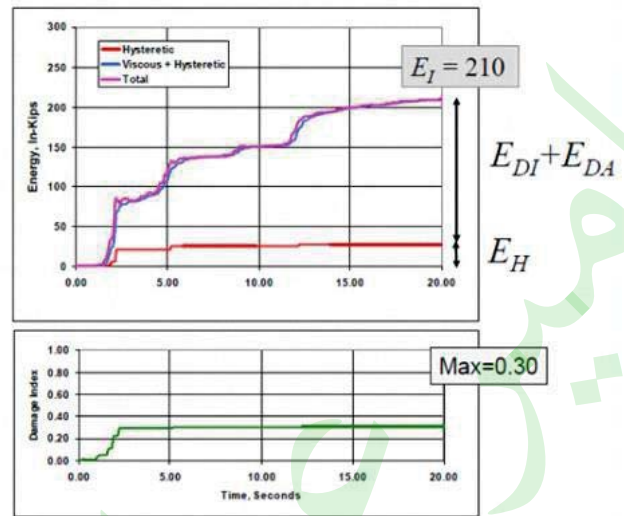 300
250
200
150
100
50
0
Energy, In-Kips
Hysteretic
Viscous + Hysteretic
Total
E_I = 210
E_DI+E_DA
E_H
0.00 5.00 10.00 15.00 20.00
1.00
0.80
0.60
0.40
0.20
0.00
Damage Index
Max=0.30
0.00 5.00 10.00 15.00 20.00
Time, Seconds